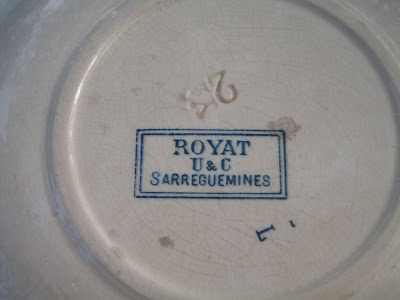 ROYAT
U & C
SARREGUEMINES
L